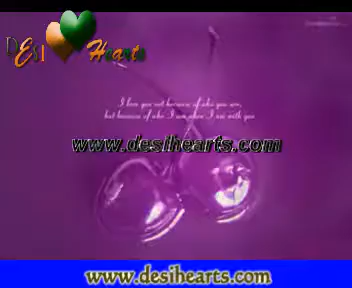 DESI Hearts
I love you not because of who you are,
but because of who I am when I am with you
www.desihearts.com
www.desihearts.com